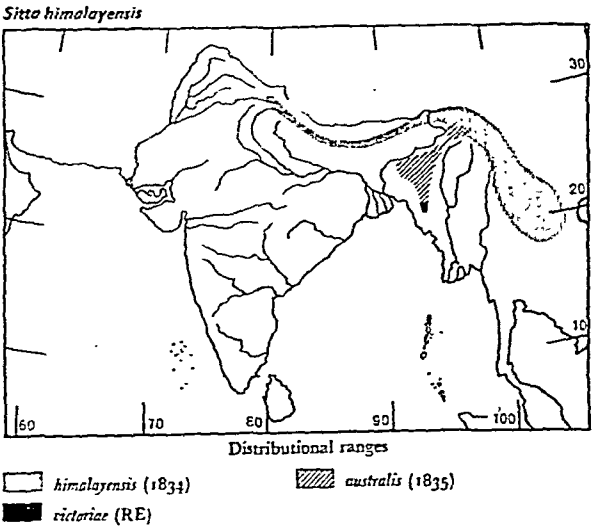 Sitta himalayensis
30
20
10
60 70 80 90 100
Distributional ranges
himalayensis (1834) australis (1835)
victoriae (RE)